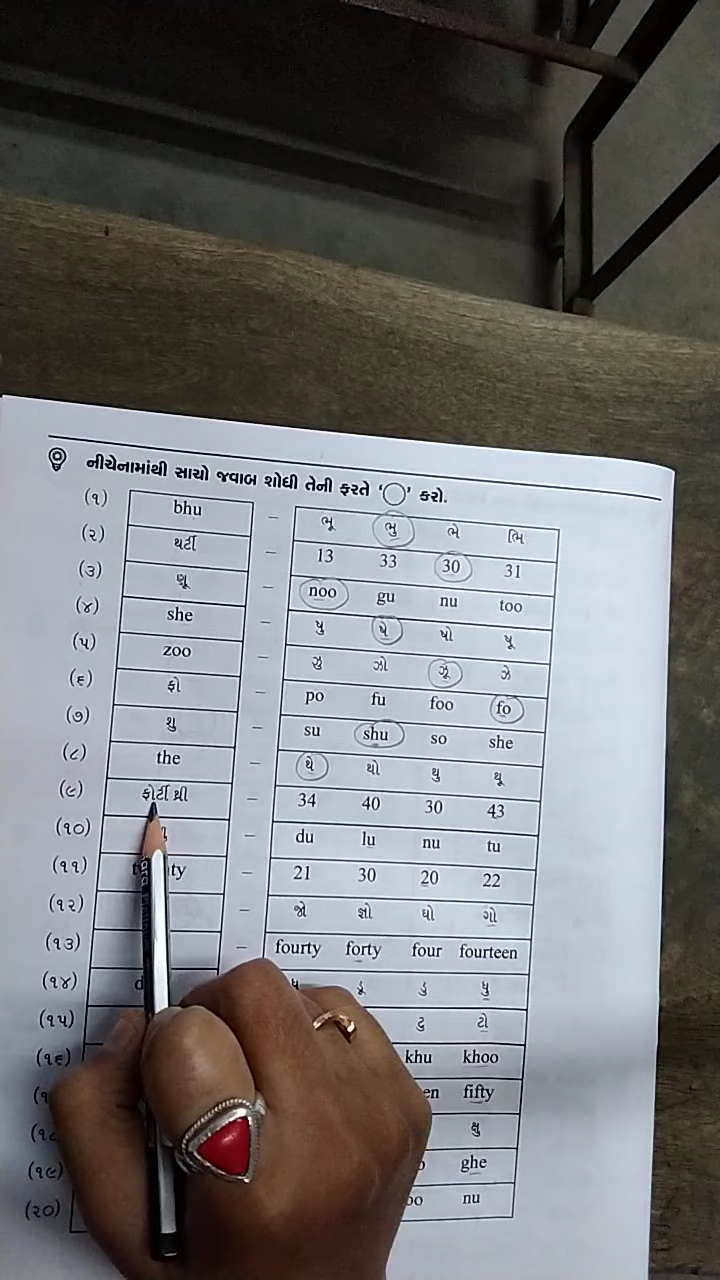 નીચેનામાંથી સાચો જવાબ શોધી તેની ફરતે ‘◯’ કરો.
(૧) bhu – ભૂ ભુ ભે ભિ
(૨) થર્ટી – 13 33 30 31
(૩) ણૂ – noo gu nu too
(૪) she – ષુ ષે ષો ષૂ
(૫) zoo – ઝુ ઝો ઝૂ ઝે
(૬) ફો – po fu foo fo
(૭) શુ – su shu so she
(૮) the – થે થો થુ થૂ
(૯) ફોર્ટી થ્રી – 34 40 30 43
(૧૦) – du lu nu tu
(૧૧) – 21 30 20 22
(૧૨) – જો જ્ઞો ઘો ગો
(૧૩) – fourty forty four fourteen
(૧૪) ડૂ ડુ ધુ
(૧૫) ટુ ટો
(૧૬) khu khoo
fifty
ક્ષુ
(૧૯) ghe
(૨૦) nu